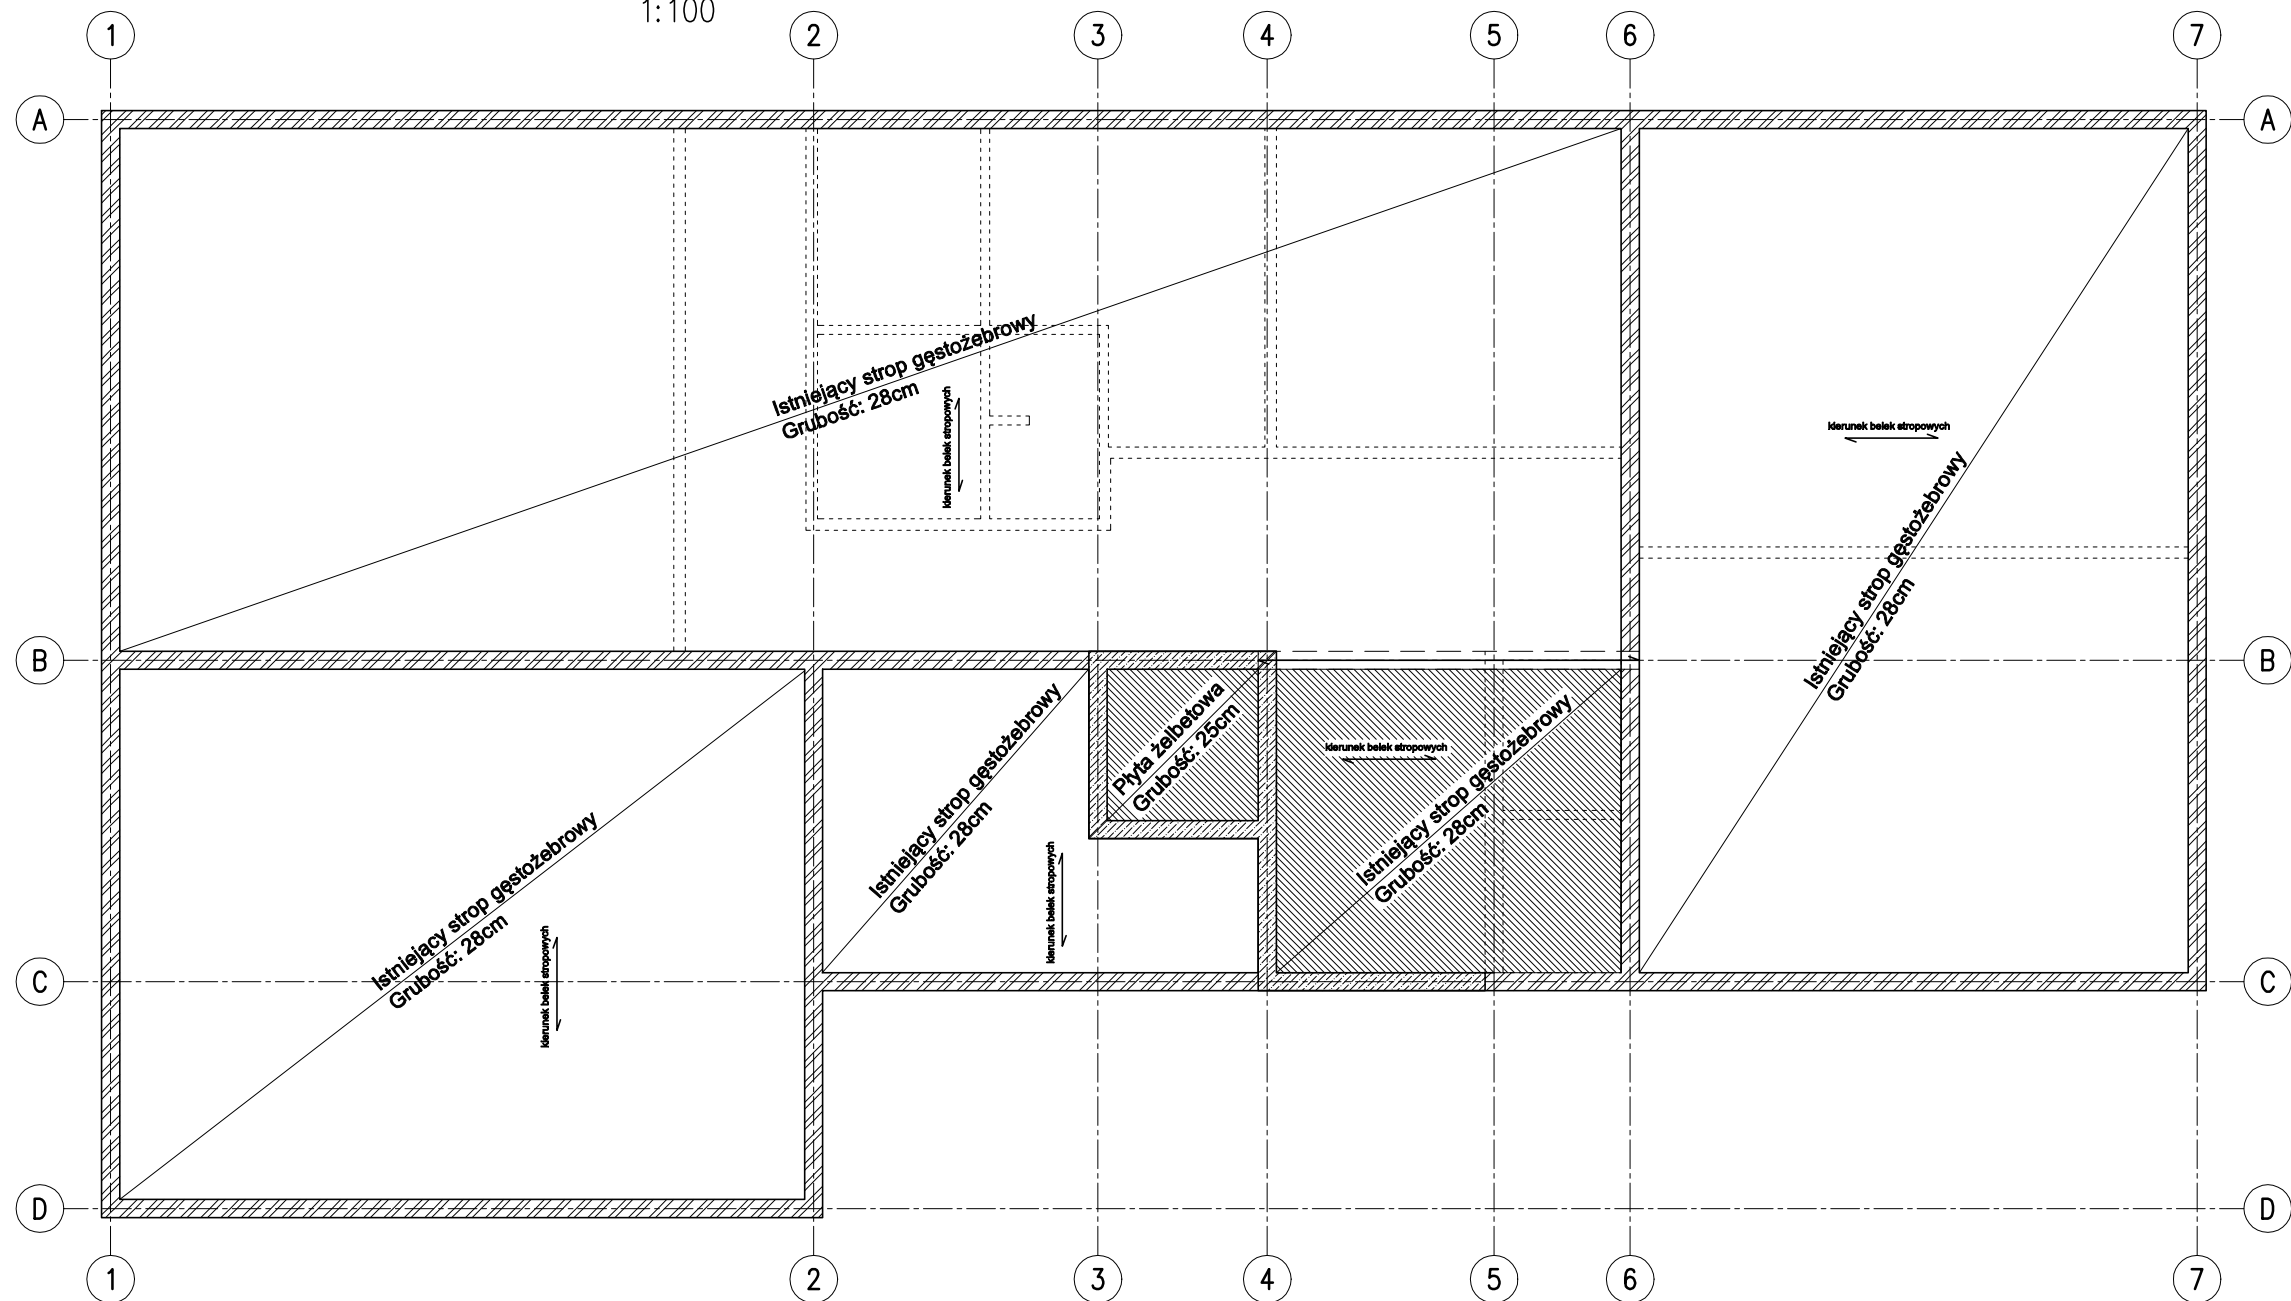 1:100
1 2 3 4 5 6 7
A A
Istniejący strop gęstożebrowy
Grubość: 28cm
kierunek belek stropowych
kierunek belek stropowych
Istniejący strop gęstożebrowy
Grubość: 28cm
B B
Istniejący strop gęstożebrowy
Grubość: 28cm
kierunek belek stropowych
Istniejący strop gęstożebrowy
Grubość: 28cm
kierunek belek stropowych
Płyta żelbetowa
Grubość: 25cm
kierunek belek stropowych
Istniejący strop gęstożebrowy
Grubość: 28cm
C C
D D
1 2 3 4 5 6 7